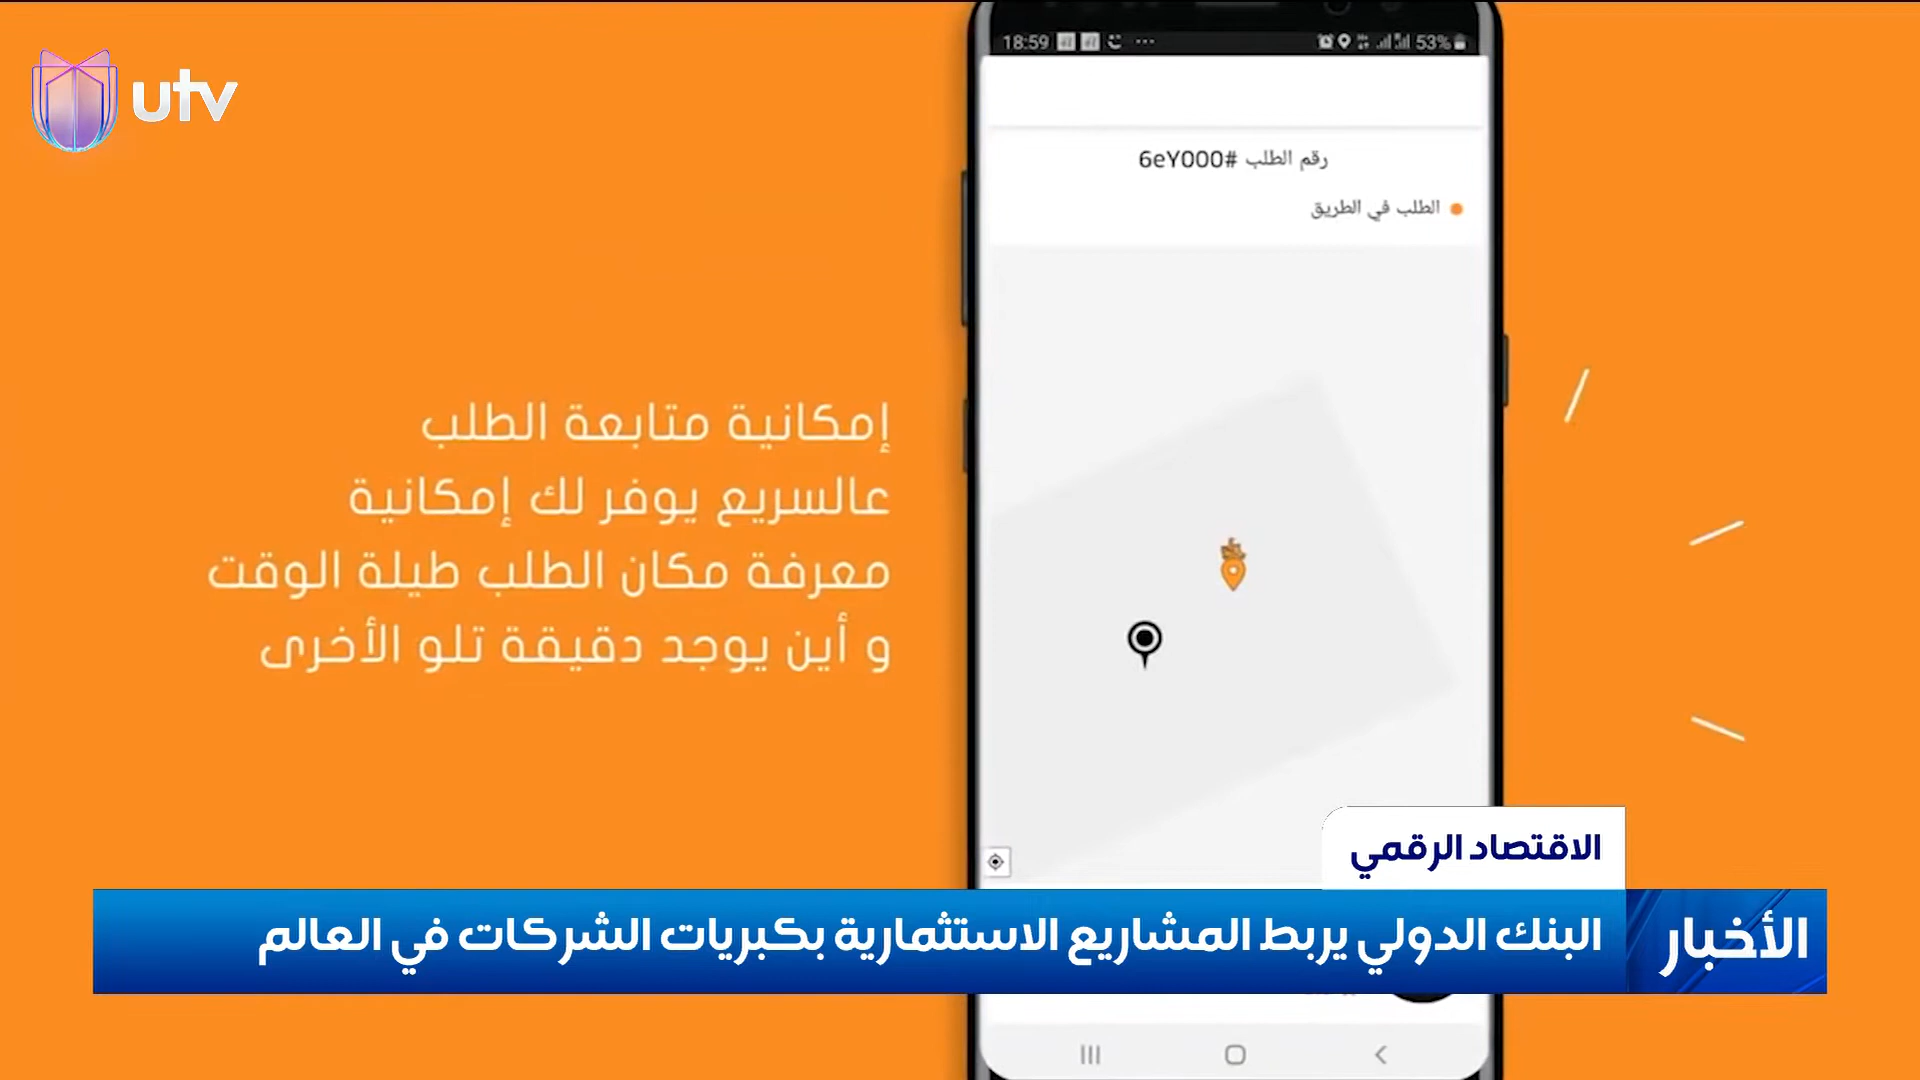 utv
18:59
53%
رقم الطلب #6eY000
الطلب في الطريق
إمكانية متابعة الطلب
عالسريع يوفر لك إمكانية
معرفة مكان الطلب طيلة الوقت
و أين يوجد دقيقة تلو الأخرى
الاقتصاد الرقمي
الأخبار
البنك الدولي يربط المشاريع الاستثمارية بكبريات الشركات في العالم